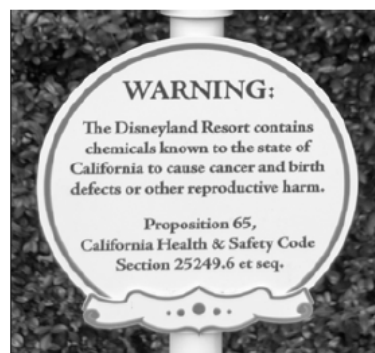 WARNING:
The Disneyland Resort contains
chemicals known to the state of
California to cause cancer and birth
defects or other reproductive harm.
Proposition 65,
California Health & Safety Code
Section 25249.6 et seq.